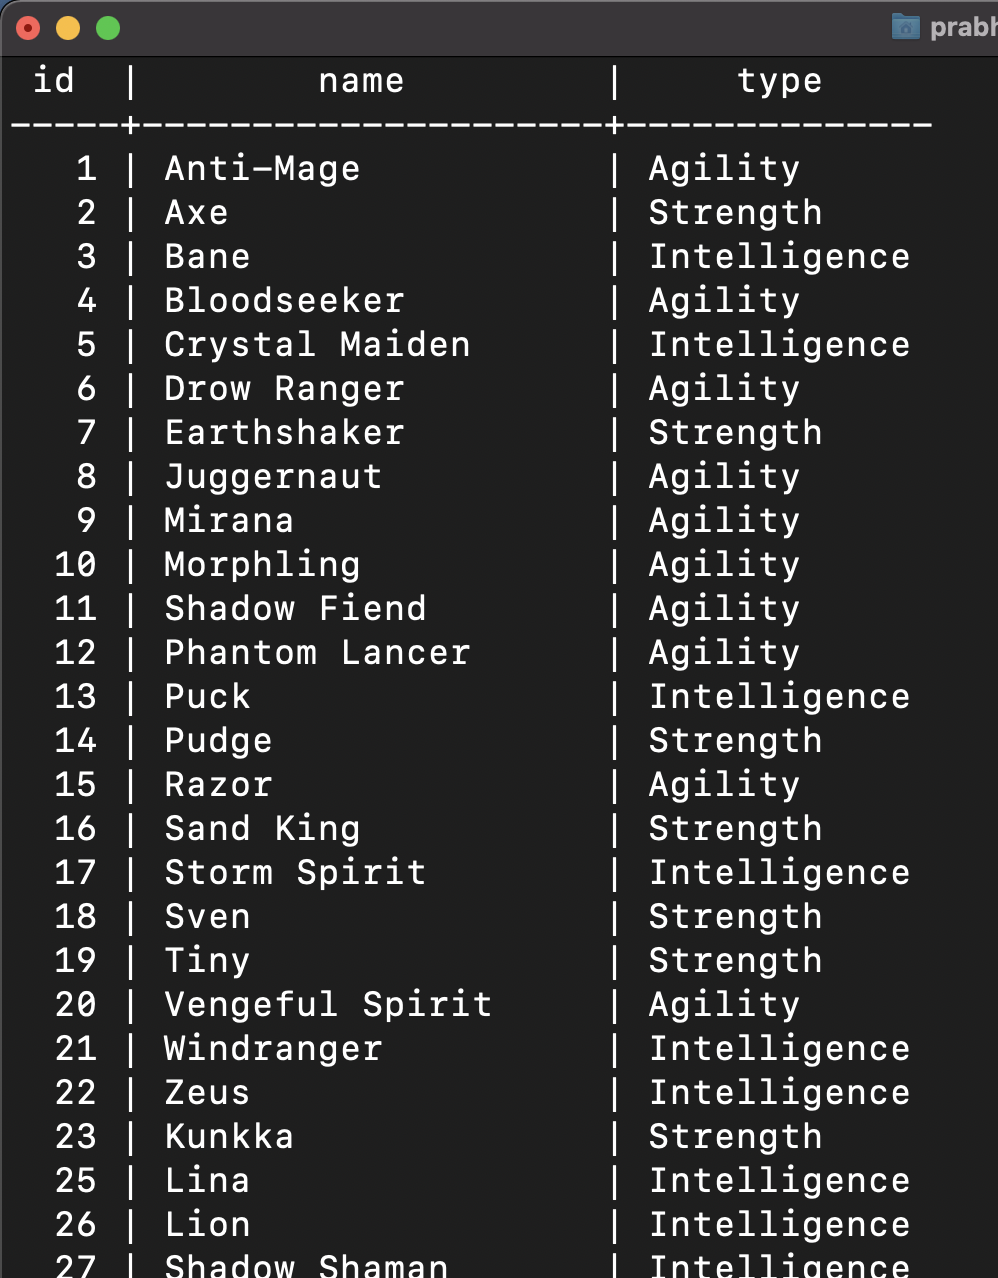 prabh
id | name | type
-----+---------------------+--------------
1 | Anti-Mage | Agility
2 | Axe | Strength
3 | Bane | Intelligence
4 | Bloodseeker | Agility
5 | Crystal Maiden | Intelligence
6 | Drow Ranger | Agility
7 | Earthshaker | Strength
8 | Juggernaut | Agility
9 | Mirana | Agility
10 | Morphling | Agility
11 | Shadow Fiend | Agility
12 | Phantom Lancer | Agility
13 | Puck | Intelligence
14 | Pudge | Strength
15 | Razor | Agility
16 | Sand King | Strength
17 | Storm Spirit | Intelligence
18 | Sven | Strength
19 | Tiny | Strength
20 | Vengeful Spirit | Agility
21 | Windranger | Intelligence
22 | Zeus | Intelligence
23 | Kunkka | Strength
25 | Lina | Intelligence
26 | Lion | Intelligence
27 | Shadow Shaman | Intelligence